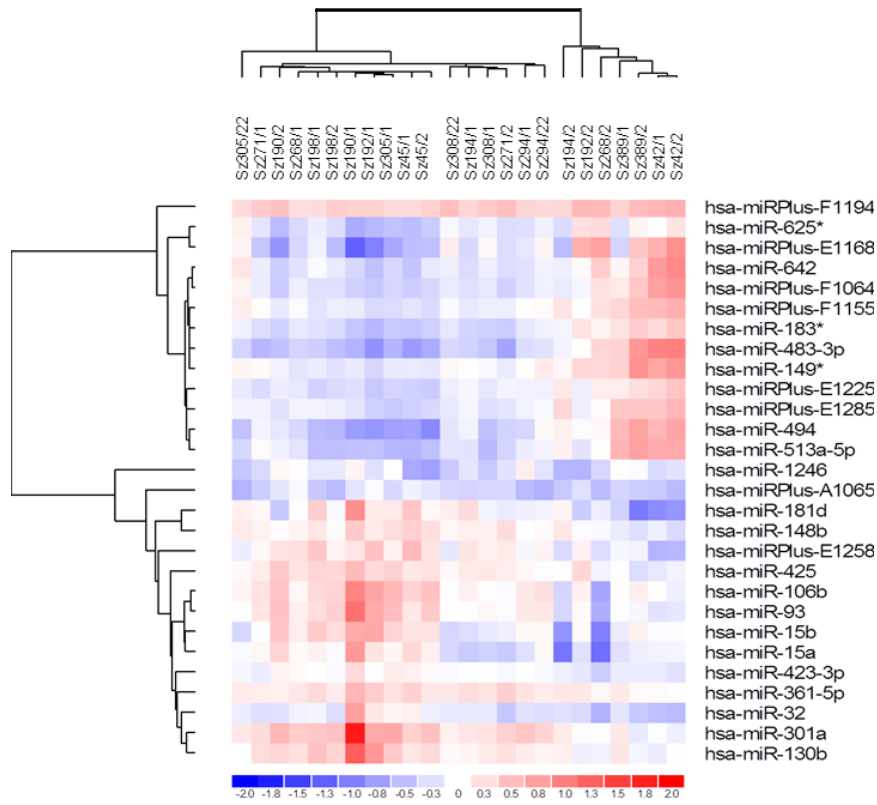 Sz305/22
Sz271/1
Sz190/2
Sz268/1
Sz198/1
Sz198/2
Sz190/1
Sz192/1
Sz305/1
Sz45/1
Sz45/2
Sz308/22
Sz194/1
Sz308/1
Sz271/2
Sz294/1
Sz294/22
Sz194/2
Sz192/2
Sz268/2
Sz389/1
Sz389/2
Sz42/1
Sz42/2
hsa-miRPlus-F1194
hsa-miR-625*
hsa-miRPlus-E1168
hsa-miR-642
hsa-miRPlus-F1064
hsa-miRPlus-F1155
hsa-miR-183*
hsa-miR-483-3p
hsa-miR-149*
hsa-miRPlus-E1225
hsa-miRPlus-E1285
hsa-miR-494
hsa-miR-513a-5p
hsa-miR-1246
hsa-miRPlus-A1065
hsa-miR-181d
hsa-miR-148b
hsa-miRPlus-E1258
hsa-miR-425
hsa-miR-106b
hsa-miR-93
hsa-miR-15b
hsa-miR-15a
hsa-miR-423-3p
hsa-miR-361-5p
hsa-miR-32
hsa-miR-301a
hsa-miR-130b
-2.0 -1.8 -1.5 -1.3 -1.0 -0.8 -0.5 -0.3 0 0.3 0.5 0.8 1.0 1.3 1.5 1.8 2.0